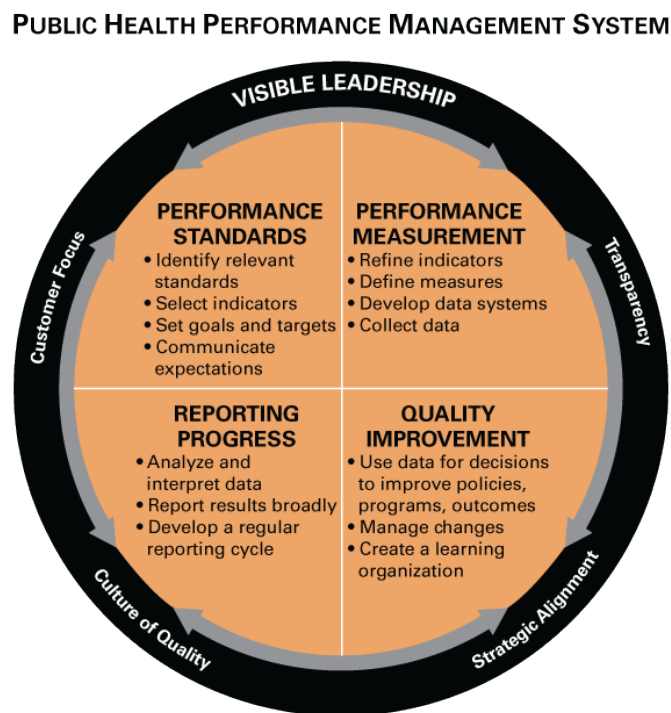 PUBLIC HEALTH PERFORMANCE MANAGEMENT SYSTEM
VISIBLE LEADERSHIP
Customer Focus
Transparency
PERFORMANCE
STANDARDS
• Identify relevant
standards
• Select indicators
• Set goals and targets
• Communicate
expectations
PERFORMANCE
MEASUREMENT
• Refine indicators
• Define measures
• Develop data systems
• Collect data
REPORTING
PROGRESS
• Analyze and
interpret data
• Report results broadly
• Develop a regular
reporting cycle
QUALITY
IMPROVEMENT
• Use data for decisions
to improve policies,
programs, outcomes
• Manage changes
• Create a learning
organization
Culture of Quality
Strategic Alignment